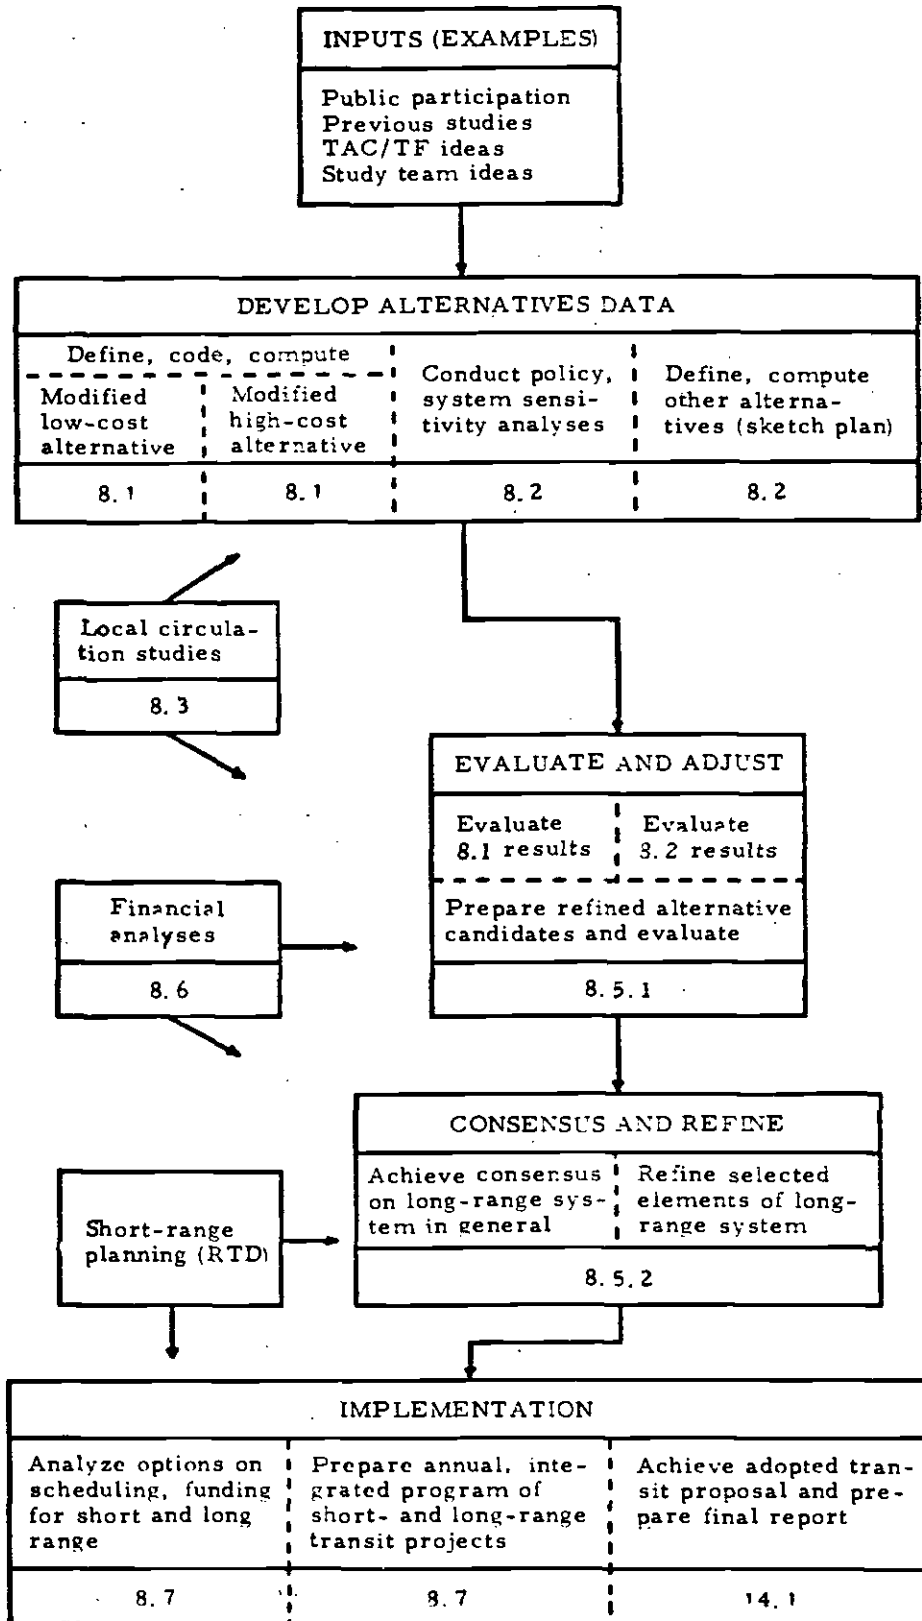 INPUTS (EXAMPLES)
Public participation
Previous studies
TAC/TF ideas
Study team ideas
DEVELOP ALTERNATIVES DATA
Define, code, compute
Modified
low-cost
alternative
Modified
high-cost
alternative
Conduct policy,
system sensi-
tivity analyses
Define, compute
other alterna-
tives (sketch plan)
8.1
8.1
8.2
8.2
Local circula-
tion studies
8.3
EVALUATE AND ADJUST
Evaluate
8.1 results
Evaluate
8.2 results
Prepare refined alternative
candidates and evaluate
8.5.1
Financial
analyses
8.6
CONSENSUS AND REFINE
Achieve consensus
on long-range sys-
tem in general
Refine selected
elements of long-
range system
8.5.2
Short-range
planning (RTD)
IMPLEMENTATION
Analyze options on
scheduling, funding
for short and long
range
Prepare annual, inte-
grated program of
short- and long-range
transit projects
Achieve adopted tran-
sit proposal and pre-
pare final report
8.7
8.7
14.1